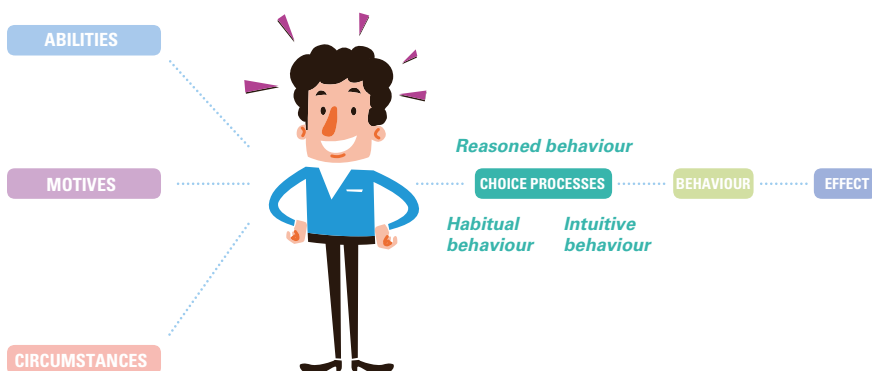 ABILITIES
MOTIVES
CIRCUMSTANCES
Reasoned behaviour
CHOICE PROCESSES
Habitual
behaviour
Intuitive
behaviour
BEHAVIOUR
EFFECT